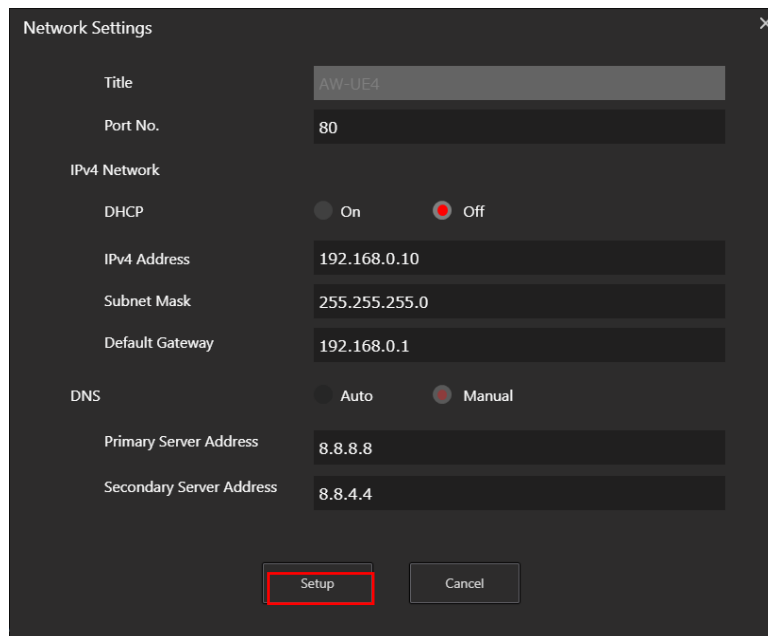 Network Settings
Title AW-UE4
Port No. 80
IPv4 Network
DHCP On Off
IPv4 Address 192.168.0.10
Subnet Mask 255.255.255.0
Default Gateway 192.168.0.1
DNS Auto Manual
Primary Server Address 8.8.8.8
Secondary Server Address 8.8.4.4
Setup Cancel